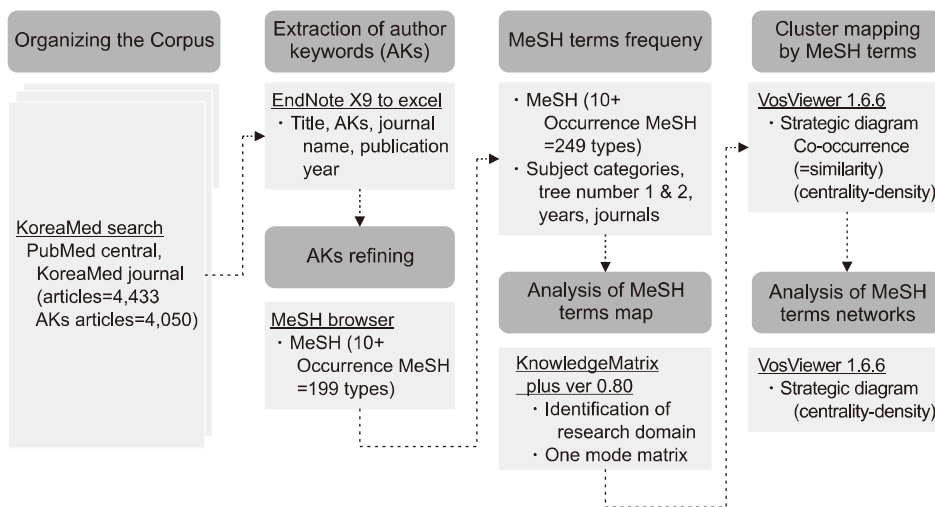 Organizing the Corpus
KoreaMed search
PubMed central,
KoreaMed journal
(articles=4,433
AKs articles=4,050)
Extraction of author
keywords (AKs)
EndNote X9 to excel
· Title, AKs, journal
name, publication
year
AKs refining
MeSH browser
· MeSH (10+
Occurrence MeSH
=199 types)
MeSH terms frequeny
· MeSH (10+
Occurrence MeSH
=249 types)
· Subject categories,
tree number 1 & 2,
years, journals
Analysis of MeSH
terms map
KnowledgeMatrix
plus ver 0.80
· Identification of
research domain
· One mode matrix
Cluster mapping
by MeSH terms
VosViewer 1.6.6
· Strategic diagram
Co-occurrence
(=similarity)
(centrality-density)
Analysis of MeSH
terms networks
VosViewer 1.6.6
· Strategic diagram
(centrality-density)